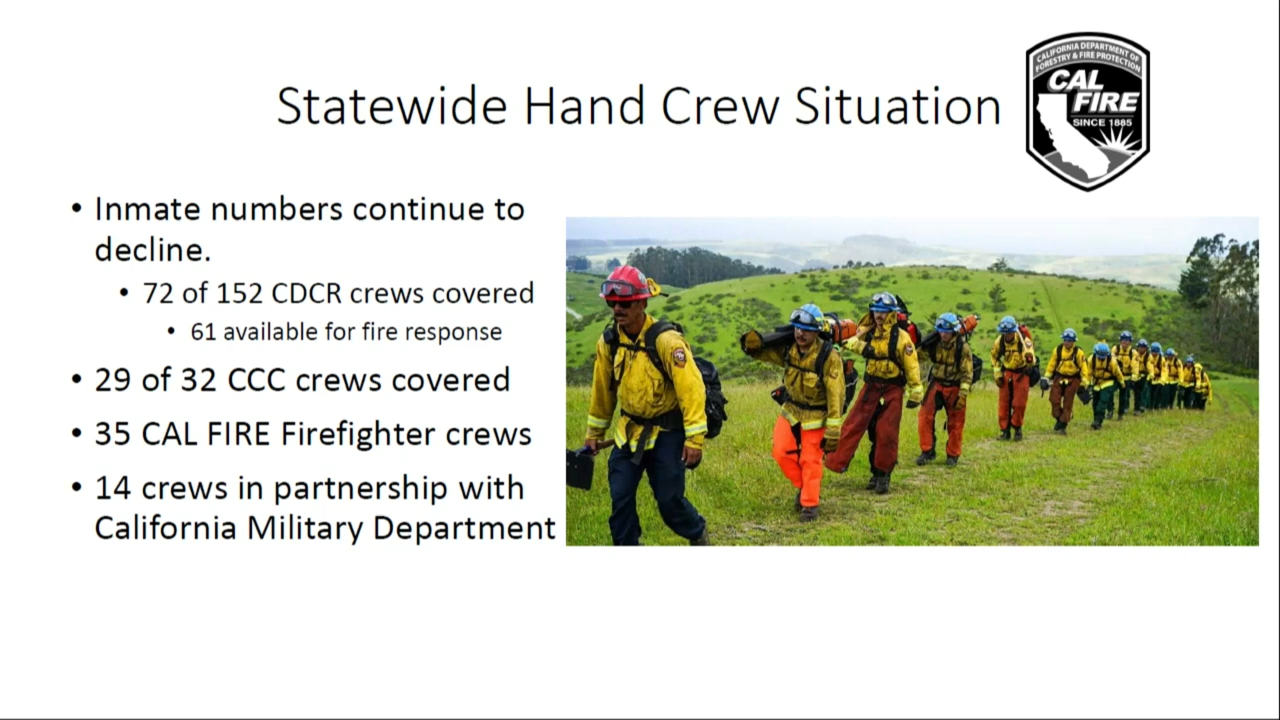 Statewide Hand Crew Situation
CALIFORNIA DEPARTMENT OF
FORESTRY & FIRE PROTECTION
CAL
FIRE
SINCE 1885
• Inmate numbers continue to
decline.
• 72 of 152 CDCR crews covered
• 61 available for fire response
• 29 of 32 CCC crews covered
• 35 CAL FIRE Firefighter crews
• 14 crews in partnership with
California Military Department